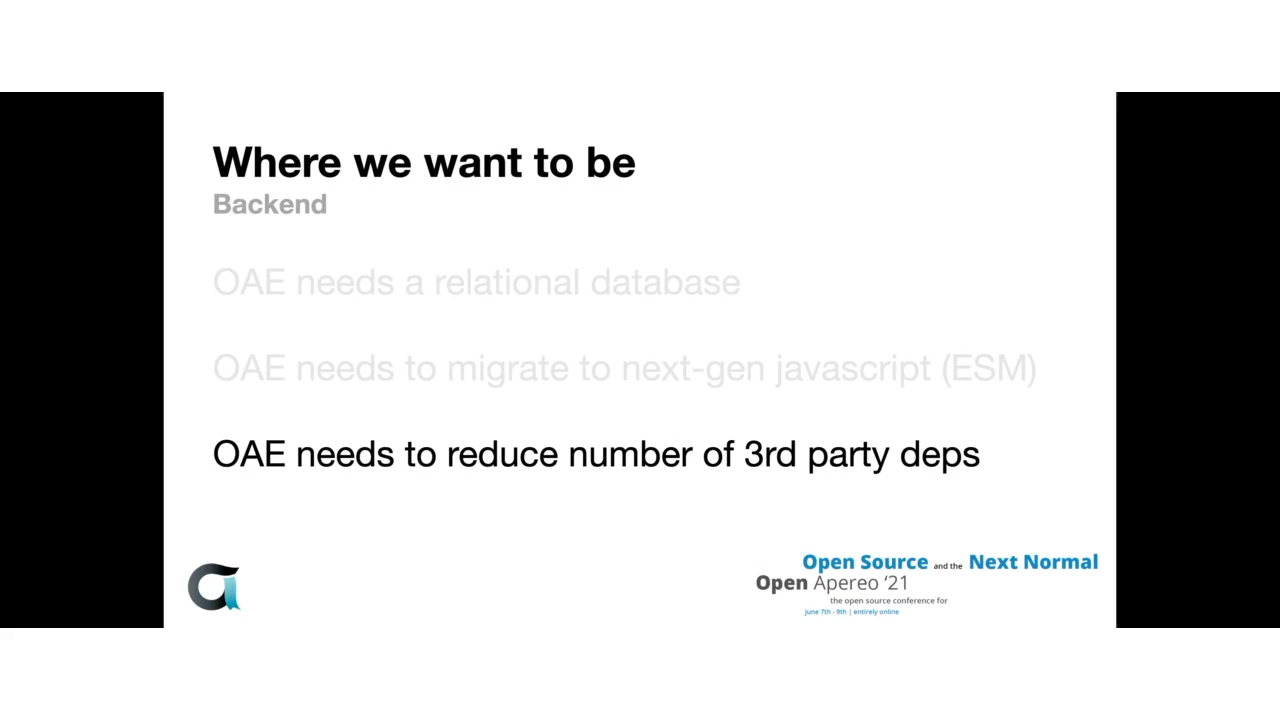 Where we want to be
Backend
OAE needs a relational database
OAE needs to migrate to next-gen javascript (ESM)
OAE needs to reduce number of 3rd party deps
Open Source and the Next Normal
Open Apereo ‘21
the open source conference for
june 7th - 9th | entirely online